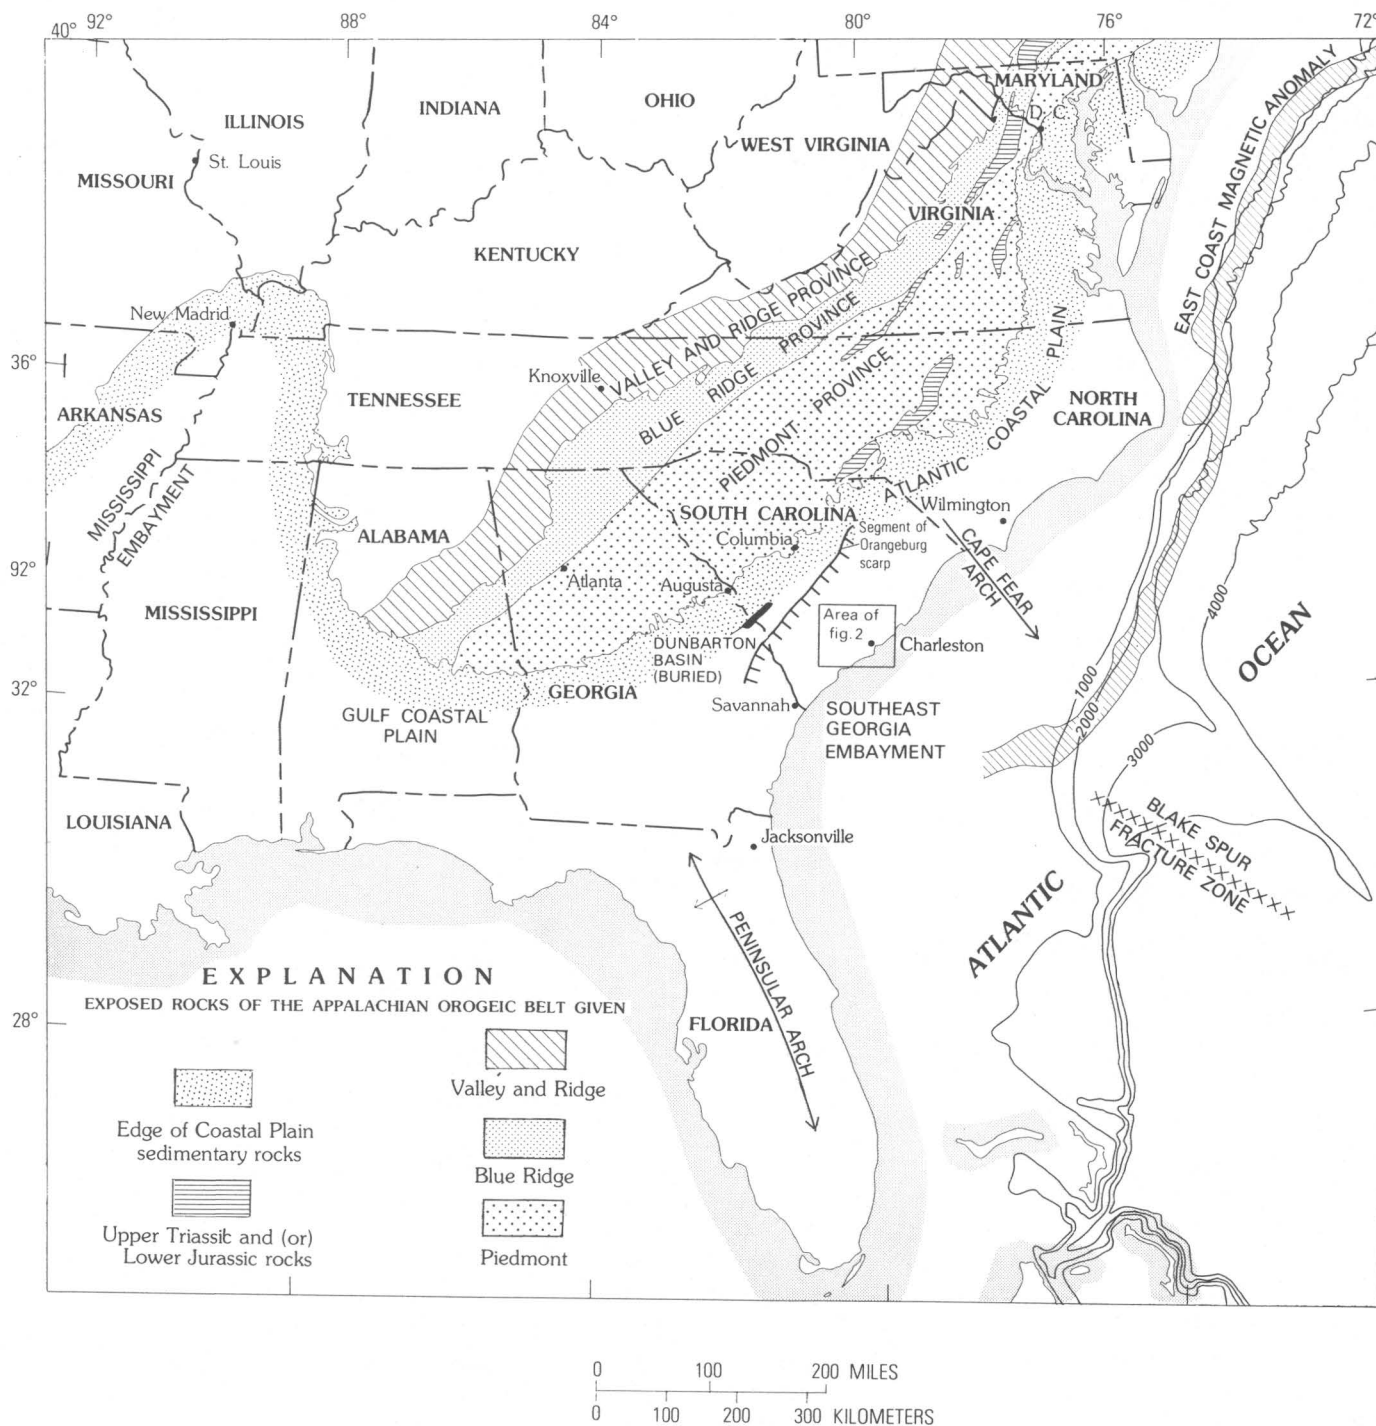 40° 92° 88° 84° 80° 76° 72°
MARYLAND
D.C.
OHIO
INDIANA
ILLINOIS
WEST VIRGINIA
St. Louis
MISSOURI
VIRGINIA
EAST COAST MAGNETIC ANOMALY
KENTUCKY
New Madrid
36°
VALLEY AND RIDGE PROVINCE
BLUE RIDGE PROVINCE
PIEDMONT PROVINCE
ATLANTIC COASTAL PLAIN
Knoxville
TENNESSEE
ARKANSAS
NORTH
CAROLINA
MISSISSIPPI
EMBAYMENT
Wilmington
SOUTH CAROLINA
Columbia
Segment of
Orangeburg
scarp
CAPE FEAR
ARCH
ALABAMA
92°
Atlanta
Augusta
MISSISSIPPI
Area of
fig. 2
Charleston
4000
OCEAN
DUNBARTON
BASIN
(BURIED)
32°
GEORGIA
Savannah
1000
2000
3000
GULF COASTAL
PLAIN
SOUTHEAST
GEORGIA
EMBAYMENT
LOUISIANA
BLAKE SPUR
FRACTURE ZONE
Jacksonville
ATLANTIC
PENINSULAR ARCH
FLORIDA
28°
EXPLANATION
EXPOSED ROCKS OF THE APPALACHIAN OROGEIC BELT GIVEN
Valley and Ridge
Edge of Coastal Plain
sedimentary rocks
Blue Ridge
Upper Triassic and (or)
Lower Jurassic rocks
Piedmont
0 100 200 MILES
0 100 200 300 KILOMETERS